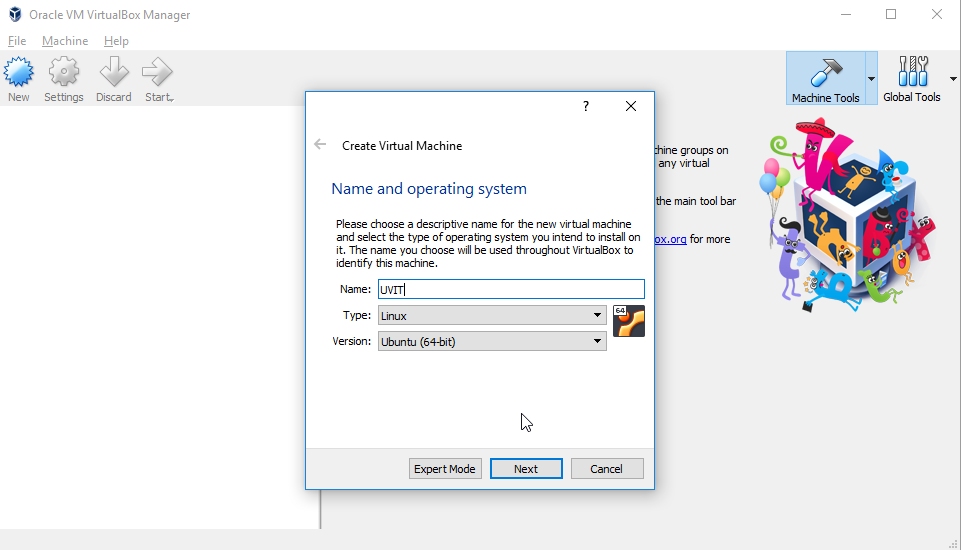 Oracle VM VirtualBox Manager
File Machine Help
New Settings Discard Start
Machine Tools Global Tools
?
Create Virtual Machine
Name and operating system
Please choose a descriptive name for the new virtual machine
and select the type of operating system you intend to install on
it. The name you choose will be used throughout VirtualBox to
identify this machine.
Name: UVIT
Type: Linux
64
Version: Ubuntu (64-bit)
Expert Mode Next Cancel
chine groups on
any virtual
the main tool bar
ox.org for more